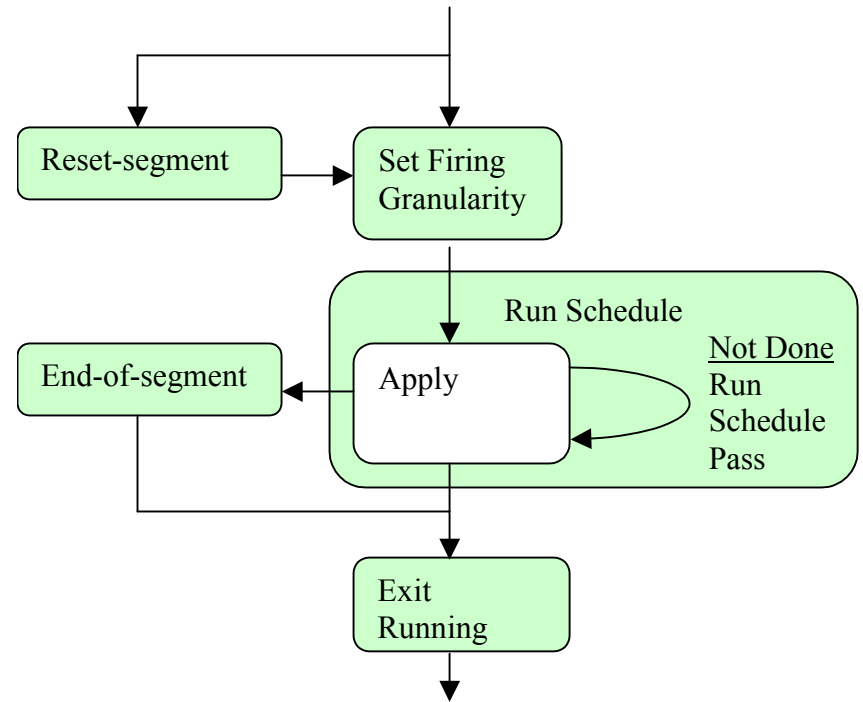 Reset-segment
Set Firing
Granularity
Run Schedule
End-of-segment
Apply
Not Done
Run
Schedule
Pass
Exit
Running